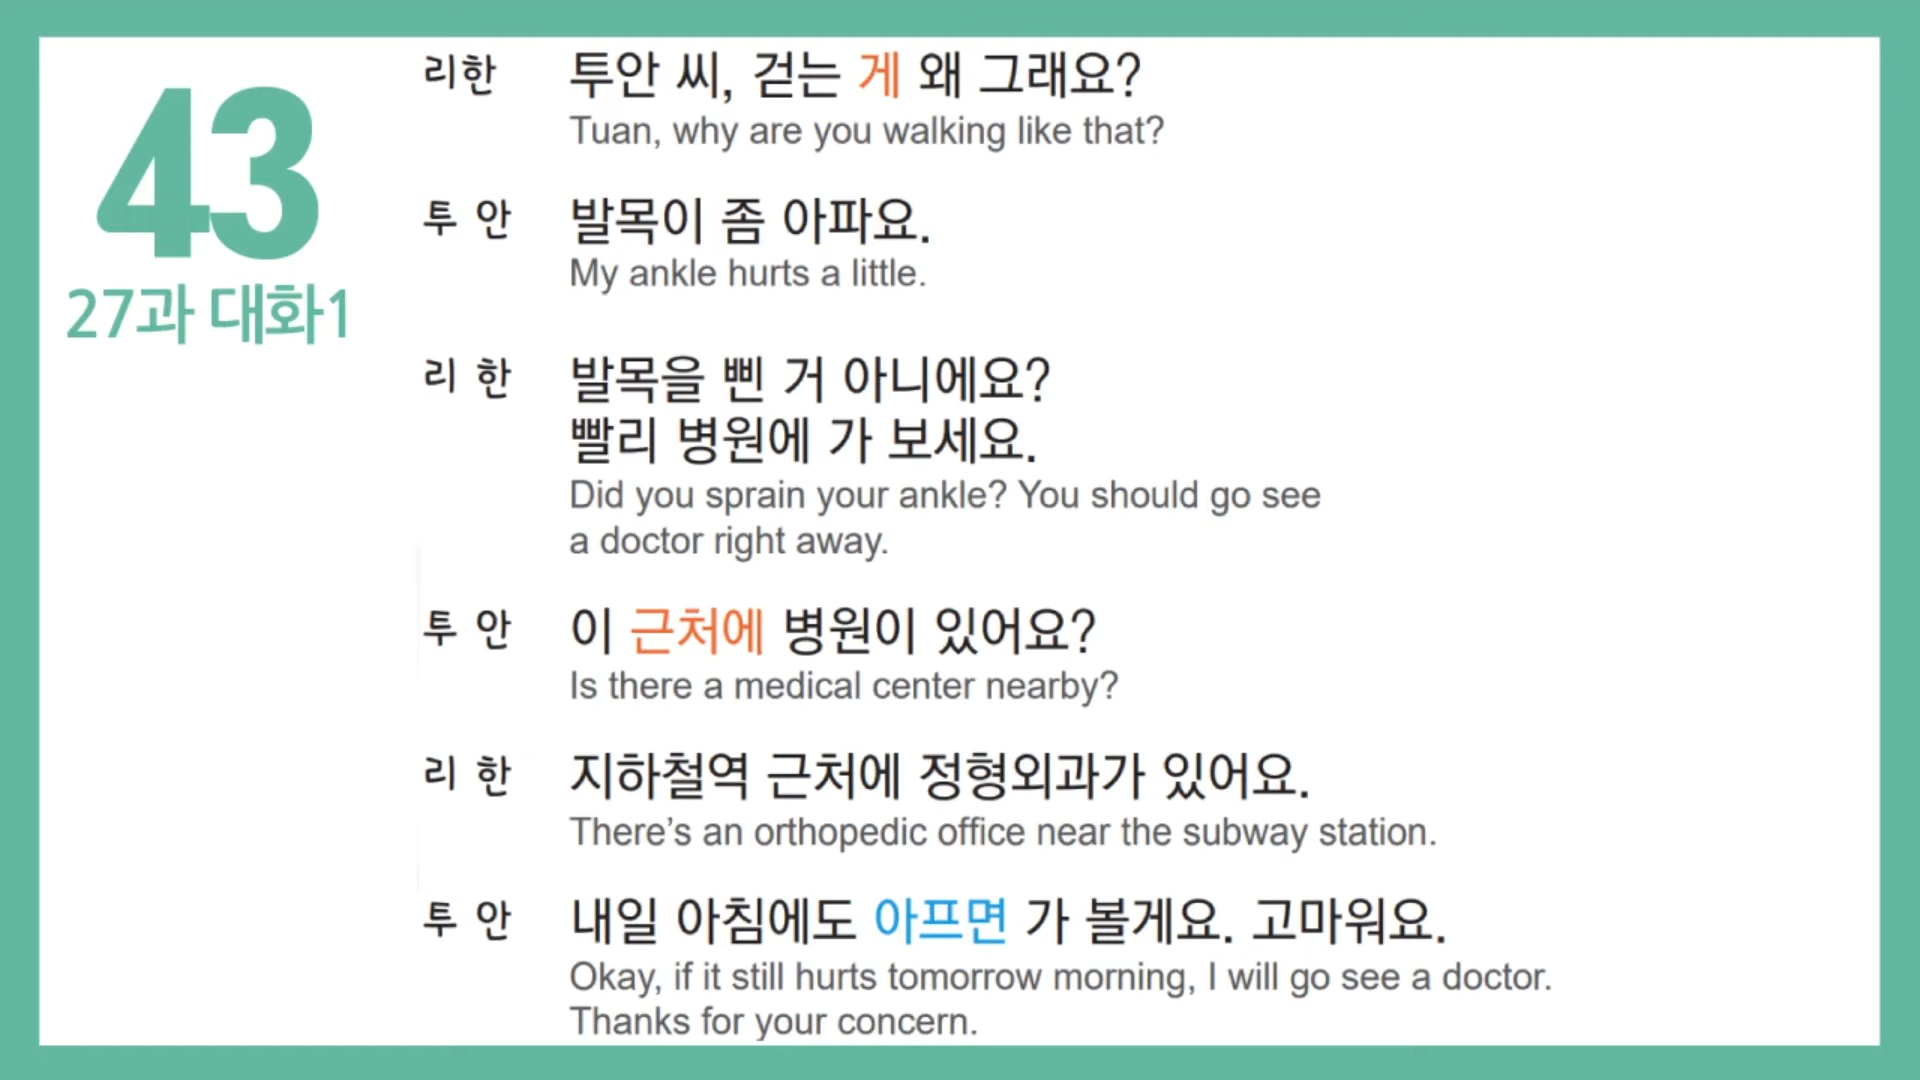 43
27과 대화1
리한 투안 씨, 걷는 게 왜 그래요?
Tuan, why are you walking like that?
투 안 발목이 좀 아파요.
My ankle hurts a little.
리 한 발목을 삔 거 아니에요?
빨리 병원에 가 보세요.
Did you sprain your ankle? You should go see
a doctor right away.
투 안 이 근처에 병원이 있어요?
Is there a medical center nearby?
리 한 지하철역 근처에 정형외과가 있어요.
There's an orthopedic office near the subway station.
투 안 내일 아침에도 아프면 가 볼게요. 고마워요.
Okay, if it still hurts tomorrow morning, I will go see a doctor.
Thanks for your concern.